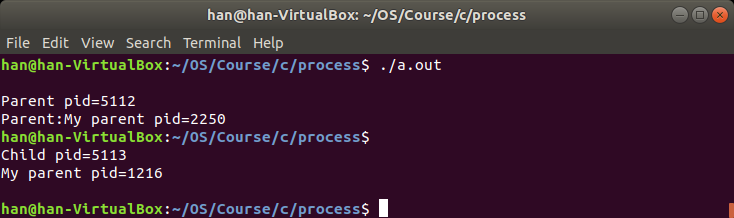 han@han-VirtualBox: ~/OS/Course/c/process
File Edit View Search Terminal Help
han@han-VirtualBox:~/OS/Course/c/process$ ./a.out
Parent pid=5112
Parent:My parent pid=2250
han@han-VirtualBox:~/OS/Course/c/process$
Child pid=5113
My parent pid=1216
han@han-VirtualBox:~/OS/Course/c/process$